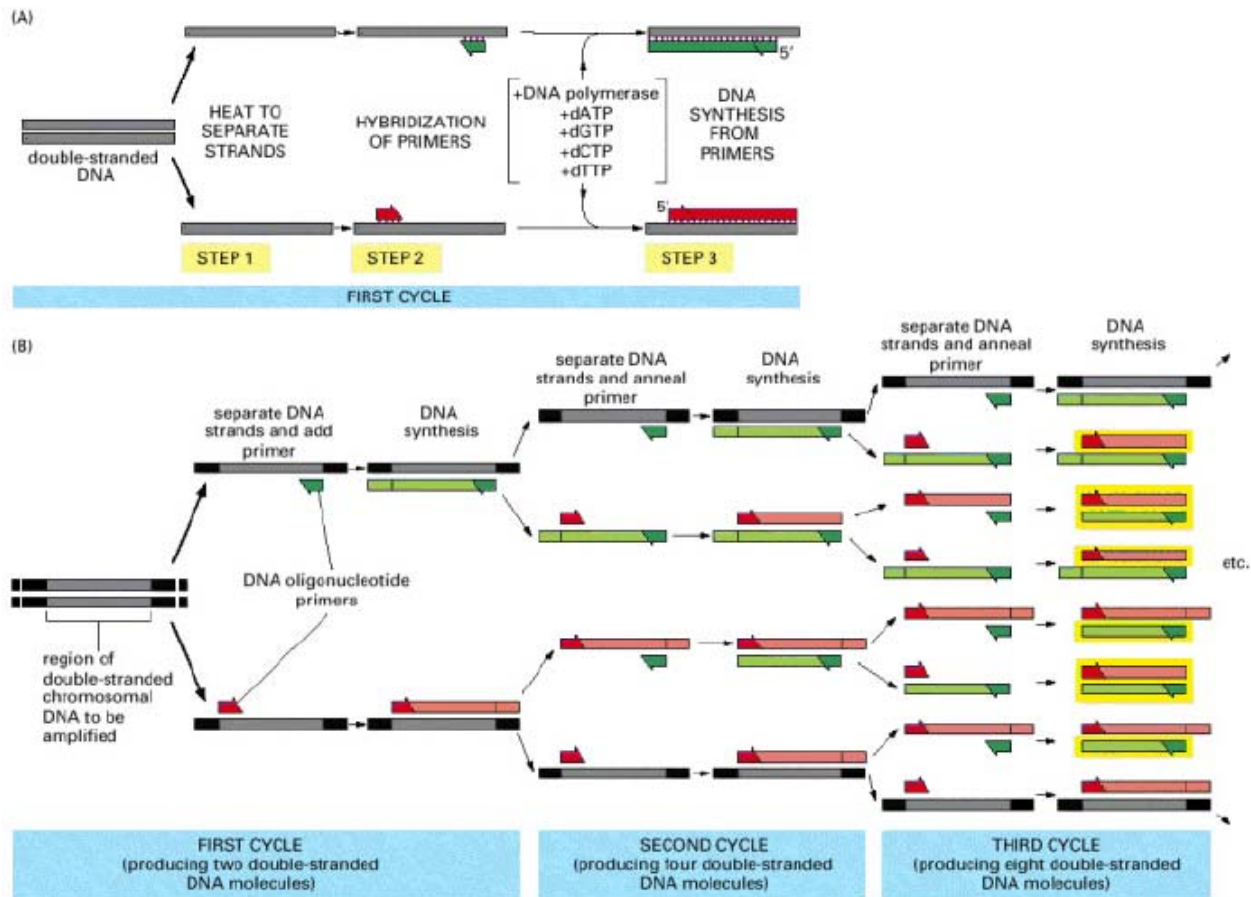 (A)
double-stranded
DNA
HEAT TO
SEPARATE
STRANDS
STEP 1
HYBRIDIZATION
OF PRIMERS
STEP 2
+DNA polymerase
+dATP
+dGTP
+dCTP
+dTTP
5'
DNA
SYNTHESIS
FROM
PRIMERS
5'
STEP 3
FIRST CYCLE
(B)
region of
double-stranded
chromosomal
DNA to be
amplified
separate DNA
strands and add
primer
DNA
synthesis
DNA oligonucleotide
primers
separate DNA
strands and anneal
primer
DNA
synthesis
separate DNA
strands and anneal
primer
DNA
synthesis
etc.
FIRST CYCLE
(producing two double-stranded
DNA molecules)
SECOND CYCLE
(producing four double-stranded
DNA molecules)
THIRD CYCLE
(producing eight double-stranded
DNA molecules)